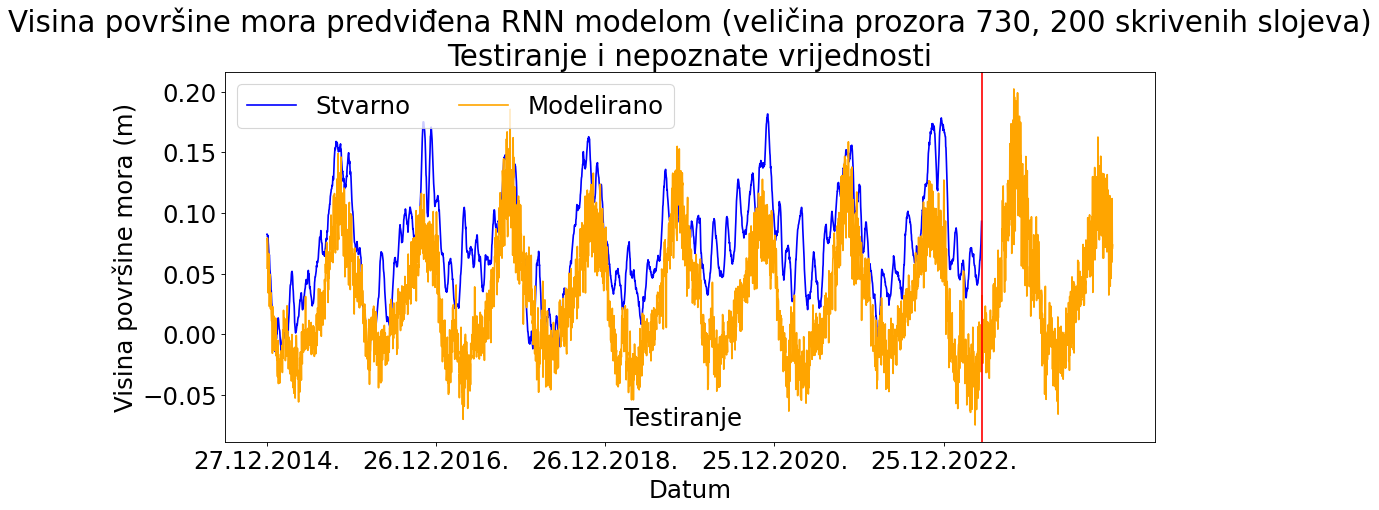 Visina površine mora predviđena RNN modelom (veličina prozora 730, 200 skrivenih slojeva)
Testiranje i nepoznate vrijednosti
Stvarno Modelirano
Visina površine mora (m)
0.20
0.15
0.10
0.05
0.00
−0.05
Testiranje
27.12.2014. 26.12.2016. 26.12.2018. 25.12.2020. 25.12.2022.
Datum